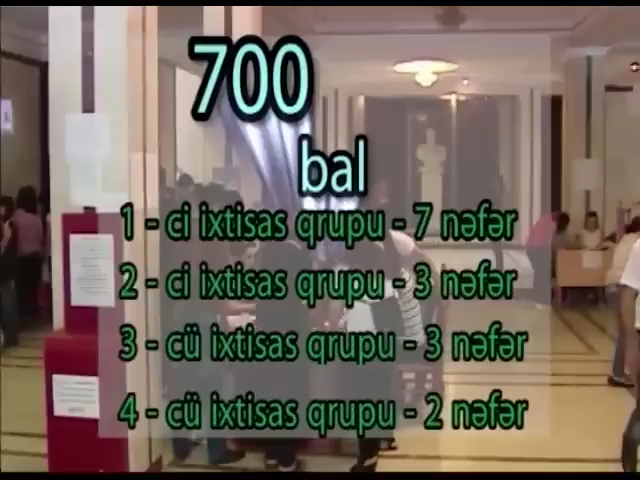 700
bal
1 - ci ixtisas qrupu - 7 nəfər
2 - ci ixtisas qrupu - 3 nəfər
3 - cü ixtisas qrupu - 3 nəfər
4 - cü ixtisas qrupu - 2 nəfər